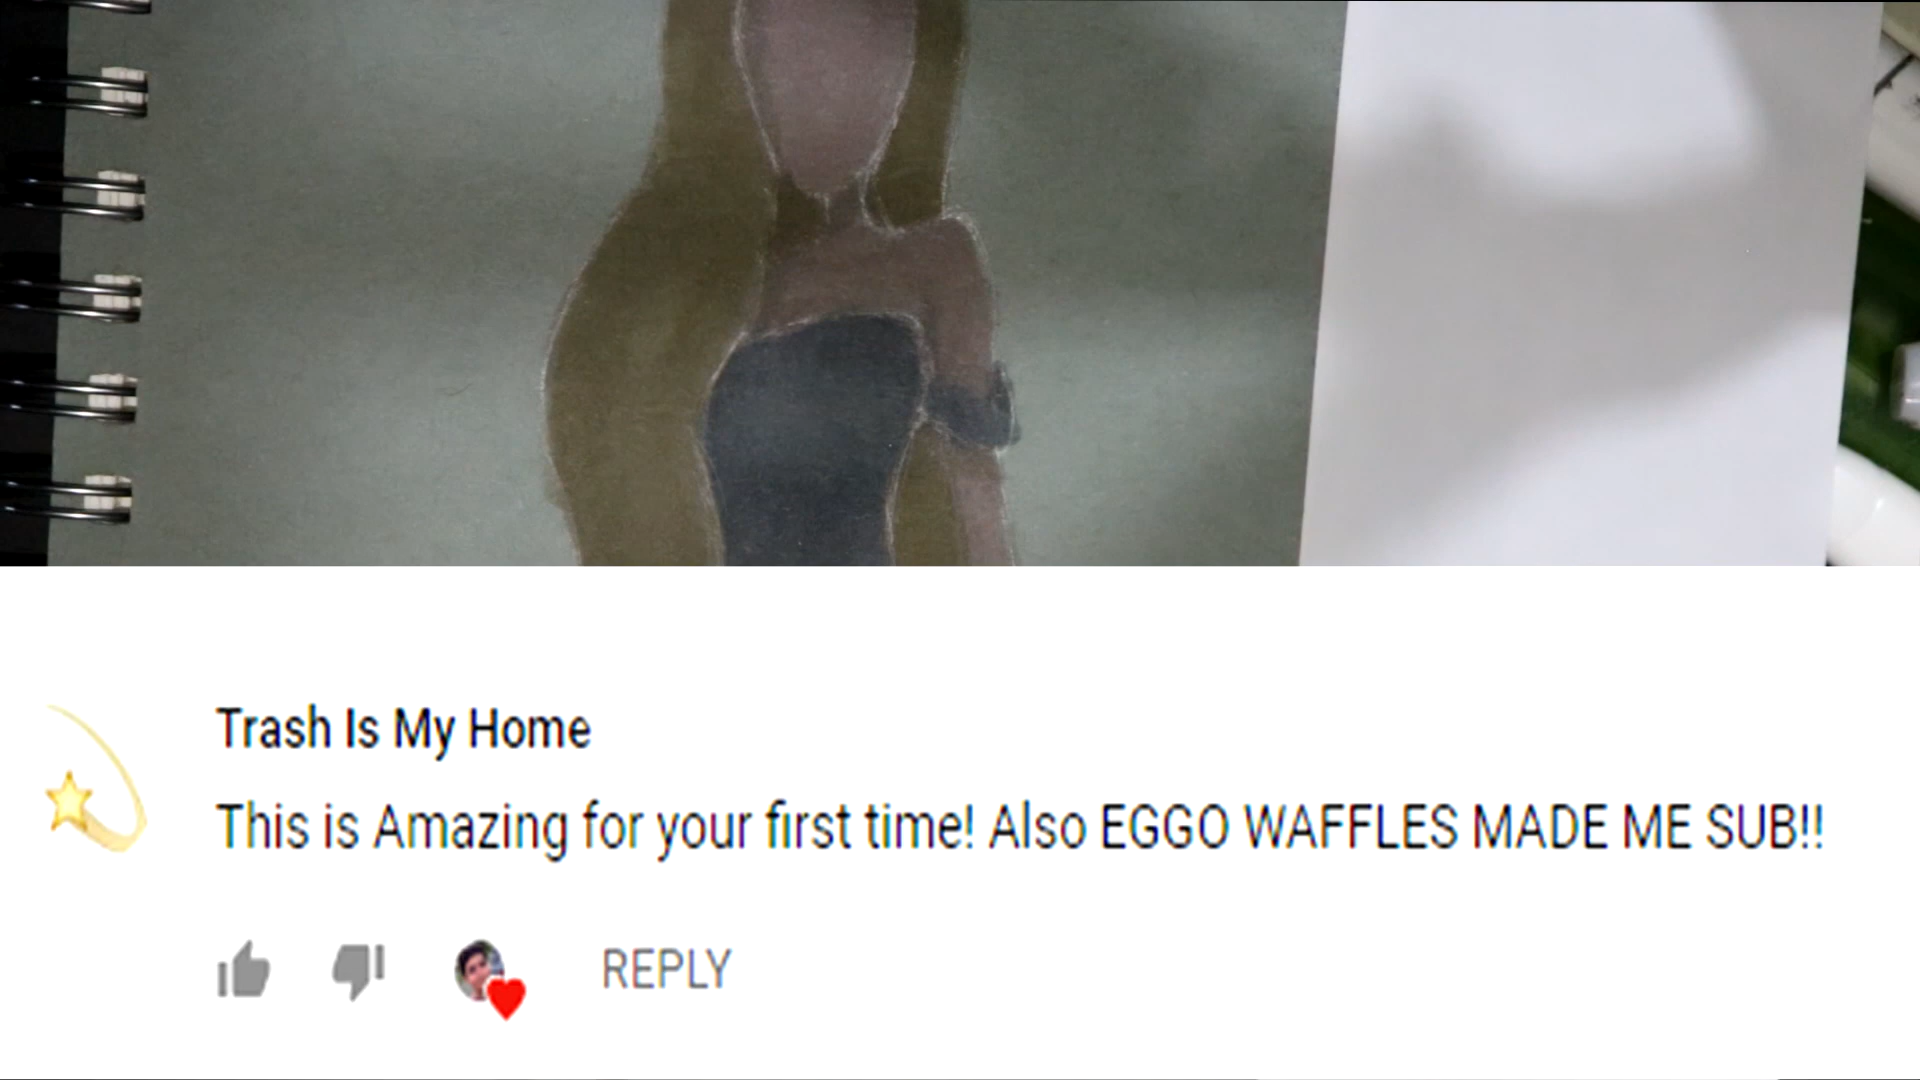 Trash Is My Home
This is Amazing for your first time! Also EGGO WAFFLES MADE ME SUB!!
REPLY